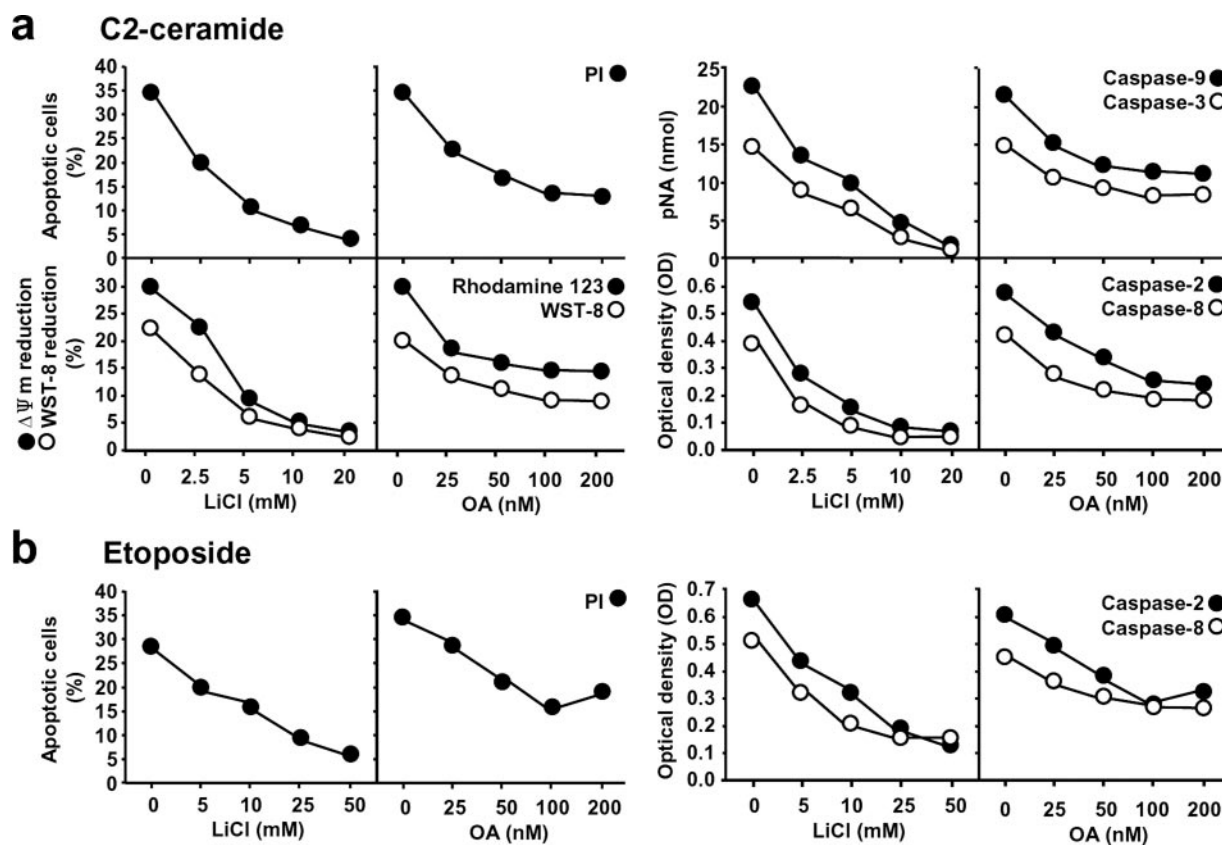 a C2-ceramide
Apoptotic cells
(%)
40
35
30
25
20
15
10
5
0
PI
pNA (nmol)
25
20
15
10
5
0
Caspase-9
Caspase-3
ΔΨm reduction
WST-8 reduction
(%)
30
25
20
15
10
5
0
Rhodamine 123
WST-8
0 2.5 5 10 20
LiCl (mM)
0 25 50 100 200
OA (nM)
Optical density (OD)
0.6
0.5
0.4
0.3
0.2
0.1
0.0
Caspase-2
Caspase-8
0 2.5 5 10 20
LiCl (mM)
0 25 50 100 200
OA (nM)
b Etoposide
Apoptotic cells
(%)
40
35
30
25
20
15
10
5
0
PI
0 5 10 25 50
LiCl (mM)
0 25 50 100 200
OA (nM)
Optical density (OD)
0.7
0.6
0.5
0.4
0.3
0.2
0.1
0.0
Caspase-2
Caspase-8
0 5 10 25 50
LiCl (mM)
0 25 50 100 200
OA (nM)